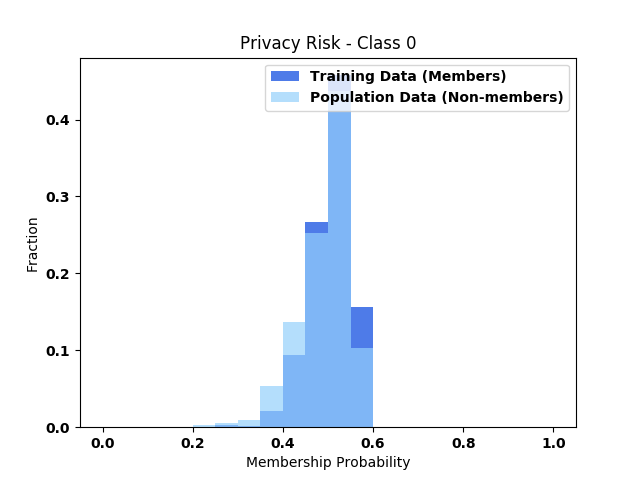 Privacy Risk - Class 0
Training Data (Members)
Population Data (Non-members)
Fraction
0.4
0.3
0.2
0.1
0.0
0.0 0.2 0.4 0.6 0.8 1.0
Membership Probability